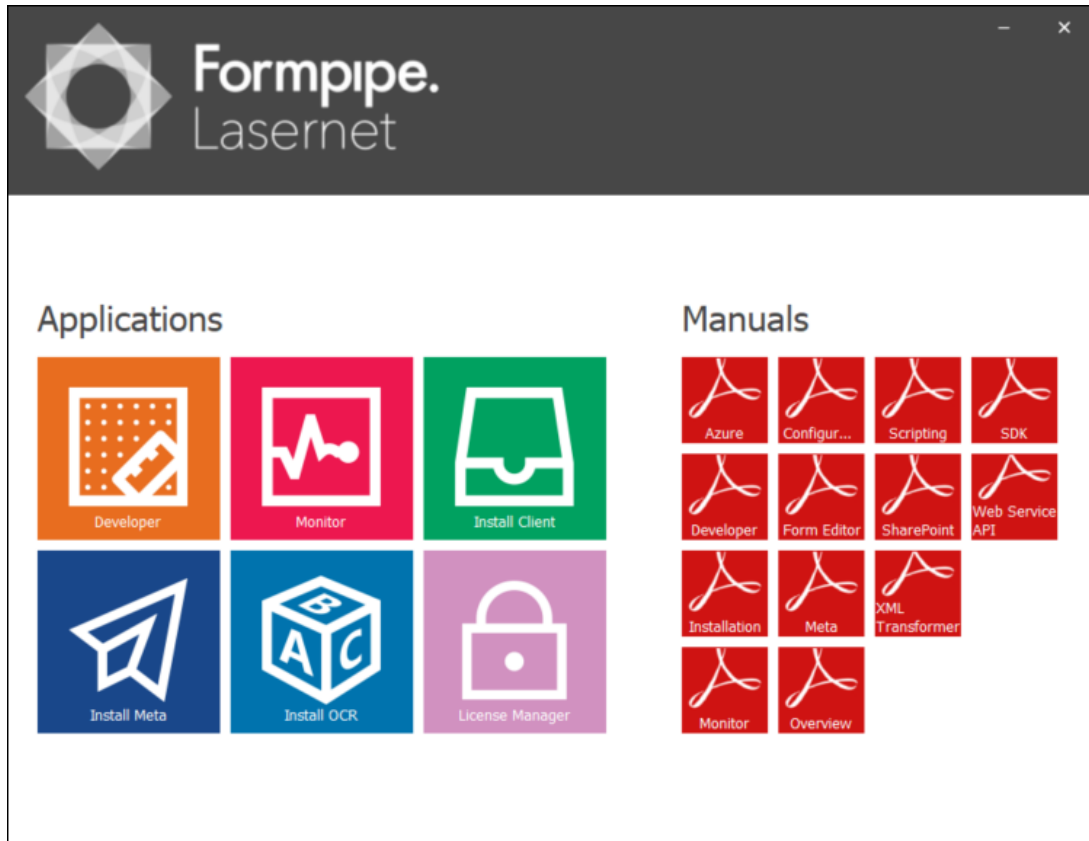 Formpipe.
Lasernet
Applications
Developer
Monitor
Install Client
Install Meta
B
A C
Install OCR
License Manager
Manuals
Azure
Configur...
Scripting
SDK
Developer
Form Editor
SharePoint
Web Service
API
Installation
Meta
XML
Transformer
Monitor
Overview